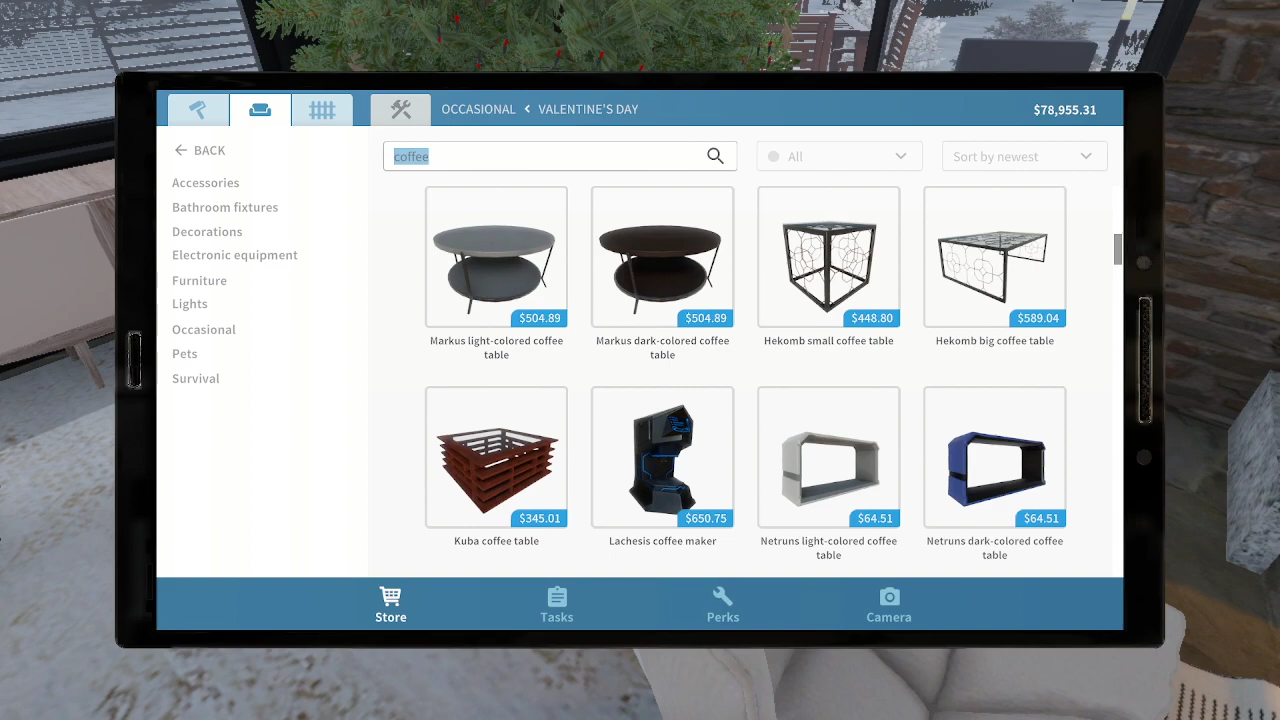 OCCASIONAL < VALENTINE'S DAY
$78,955.31
BACK
coffee
All
Sort by newest
Accessories
Bathroom fixtures
Decorations
Electronic equipment
Furniture
Lights
Occasional
Pets
Survival
$504.89
$504.89
$448.80
$589.04
Markus light-colored coffee
table
Markus dark-colored coffee
table
Hekomb small coffee table
Hekomb big coffee table
$345.01
$650.75
$64.51
$64.51
Kuba coffee table
Lachesis coffee maker
Netruns light-colored coffee
table
Netruns dark-colored coffee
table
Store
Tasks
Perks
Camera